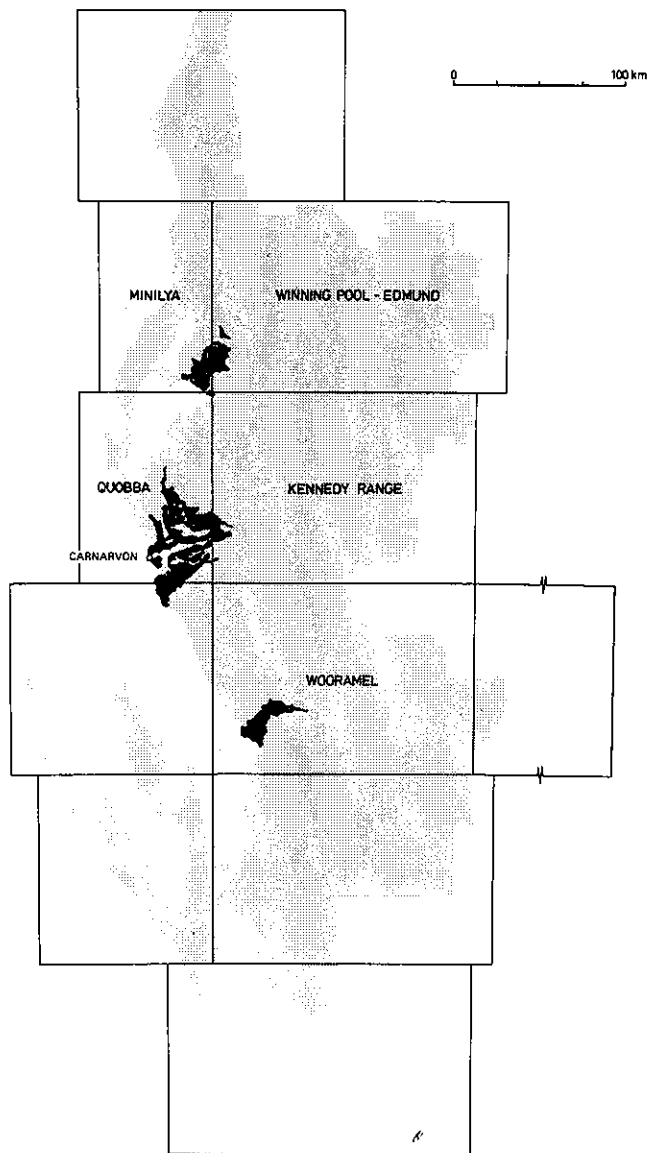 0 100 km
MINILYA WINNING POOL - EDMUND
QUOBBA KENNEDY RANGE
CARNARVON
WOORAMEL